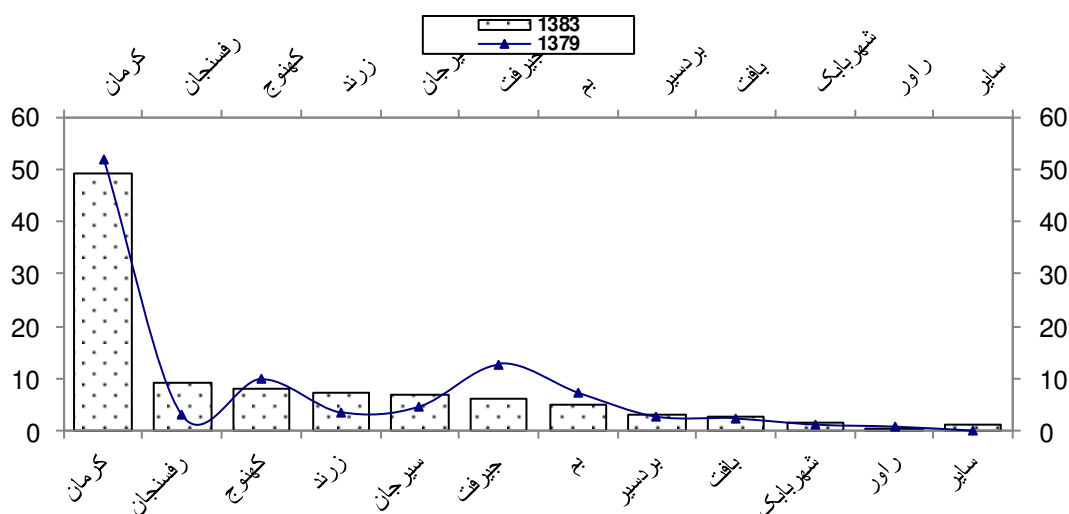 1383
1379
کرمان
رفسنجان
کهنوج
زرند
سیرجان
جیرفت
بم
بردسیر
بافت
شهربابک
راور
سایر
60 60
50 50
40 40
30 30
20 20
10 10
0 0
کرمان
رفسنجان
کهنوج
زرند
سیرجان
جیرفت
بم
بردسیر
بافت
شهربابک
راور
سایر